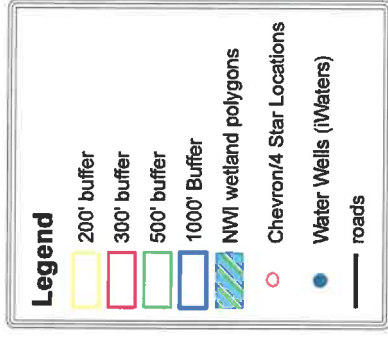 Legend
200' buffer
300' buffer
500' buffer
1000' Buffer
NWI wetland polygons
Chevron/4 Star Locations
Water Wells (iWaters)
roads